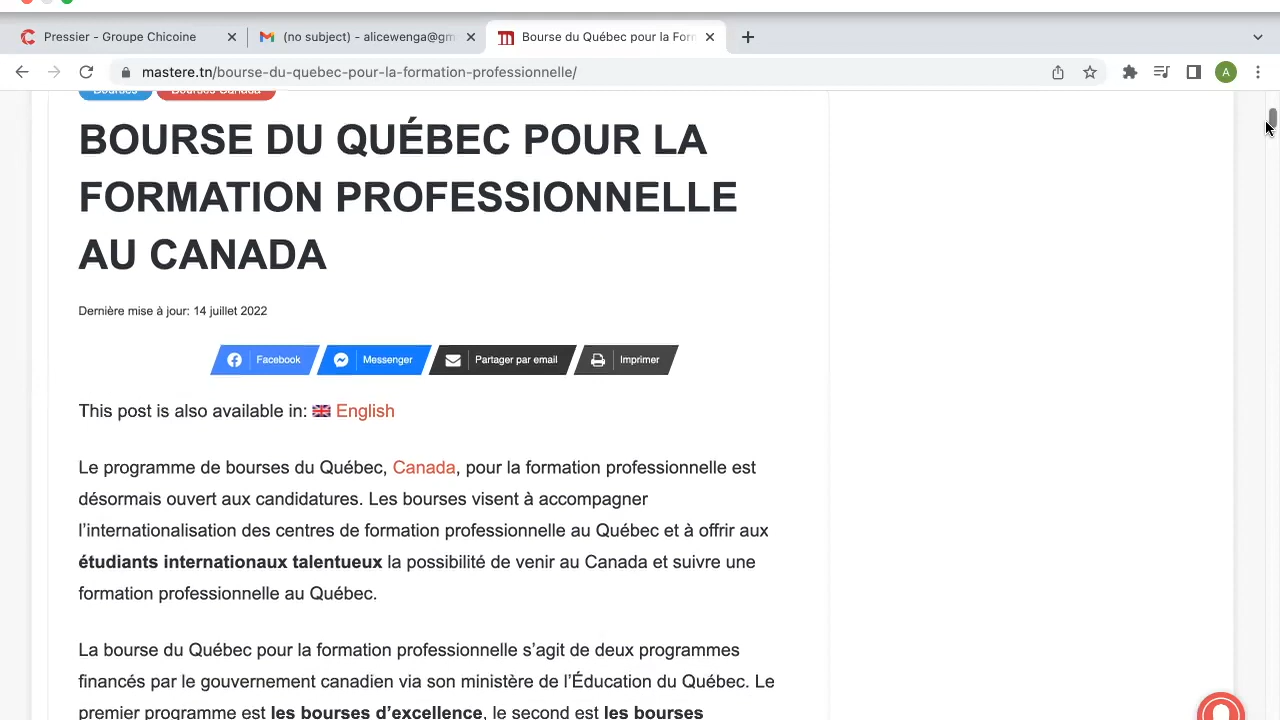 Pressier - Groupe Chicoine
(no subject) - alicewenga@gm
Bourse du Québec pour la Forn
mastere.tn/bourse-du-quebec-pour-la-formation-professionnelle/
A
Bourses Bourses Canada
BOURSE DU QUÉBEC POUR LA
FORMATION PROFESSIONNELLE
AU CANADA
Dernière mise à jour: 14 juillet 2022
Facebook Messenger Partager par email Imprimer
This post is also available in: English
Le programme de bourses du Québec, Canada, pour la formation professionnelle est
désormais ouvert aux candidatures. Les bourses visent à accompagner
l’internationalisation des centres de formation professionnelle au Québec et à offrir aux
étudiants internationaux talentueux la possibilité de venir au Canada et suivre une
formation professionnelle au Québec.
La bourse du Québec pour la formation professionnelle s’agit de deux programmes
financés par le gouvernement canadien via son ministère de l’Éducation du Québec. Le
premier programme est les bourses d’excellence, le second est les bourses